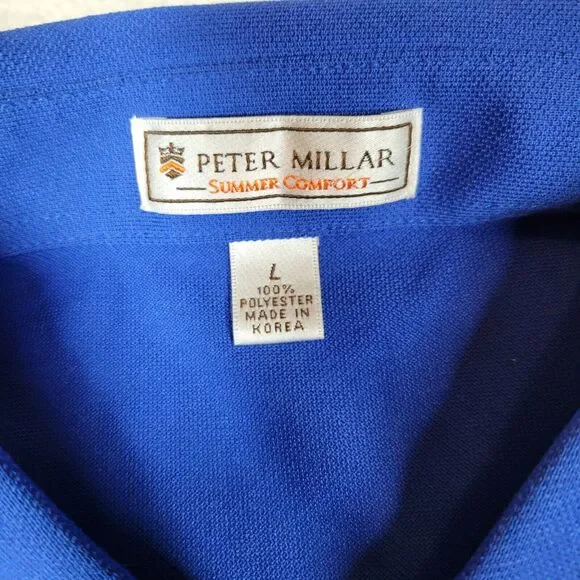 PETER MILLAR
SUMMER COMFORT
L
100%
POLYESTER
MADE IN
KOREA